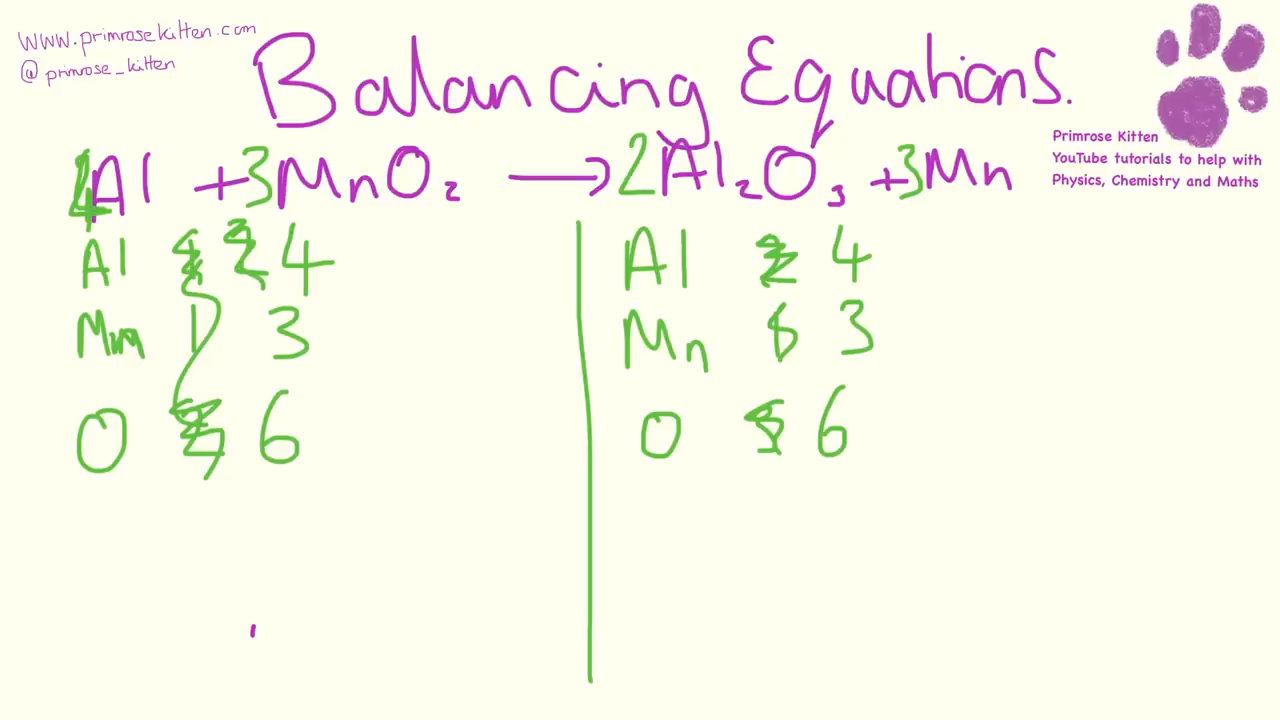 www.primrosekitten.com
@primrose_kitten
Balancing Equations.
Primrose Kitten
YouTube tutorials to help with
Physics, Chemistry and Maths
4Al + 3MnO₂ → 2Al₂O₃ + 3Mn
Al 4 Al 4
Mn 1 3 Mn 3
O 6 O 6